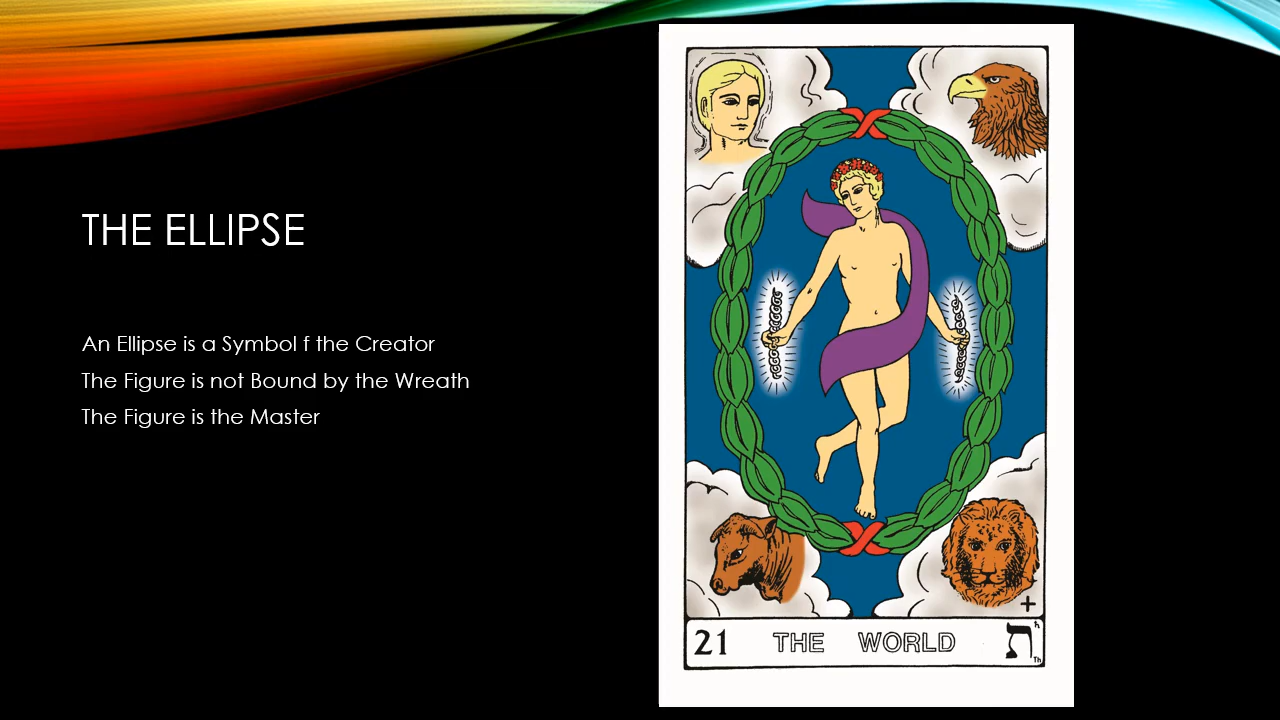 THE ELLIPSE
An Ellipse is a Symbol f the Creator
The Figure is not Bound by the Wreath
The Figure is the Master
21 THE WORLD ת
♄
Th